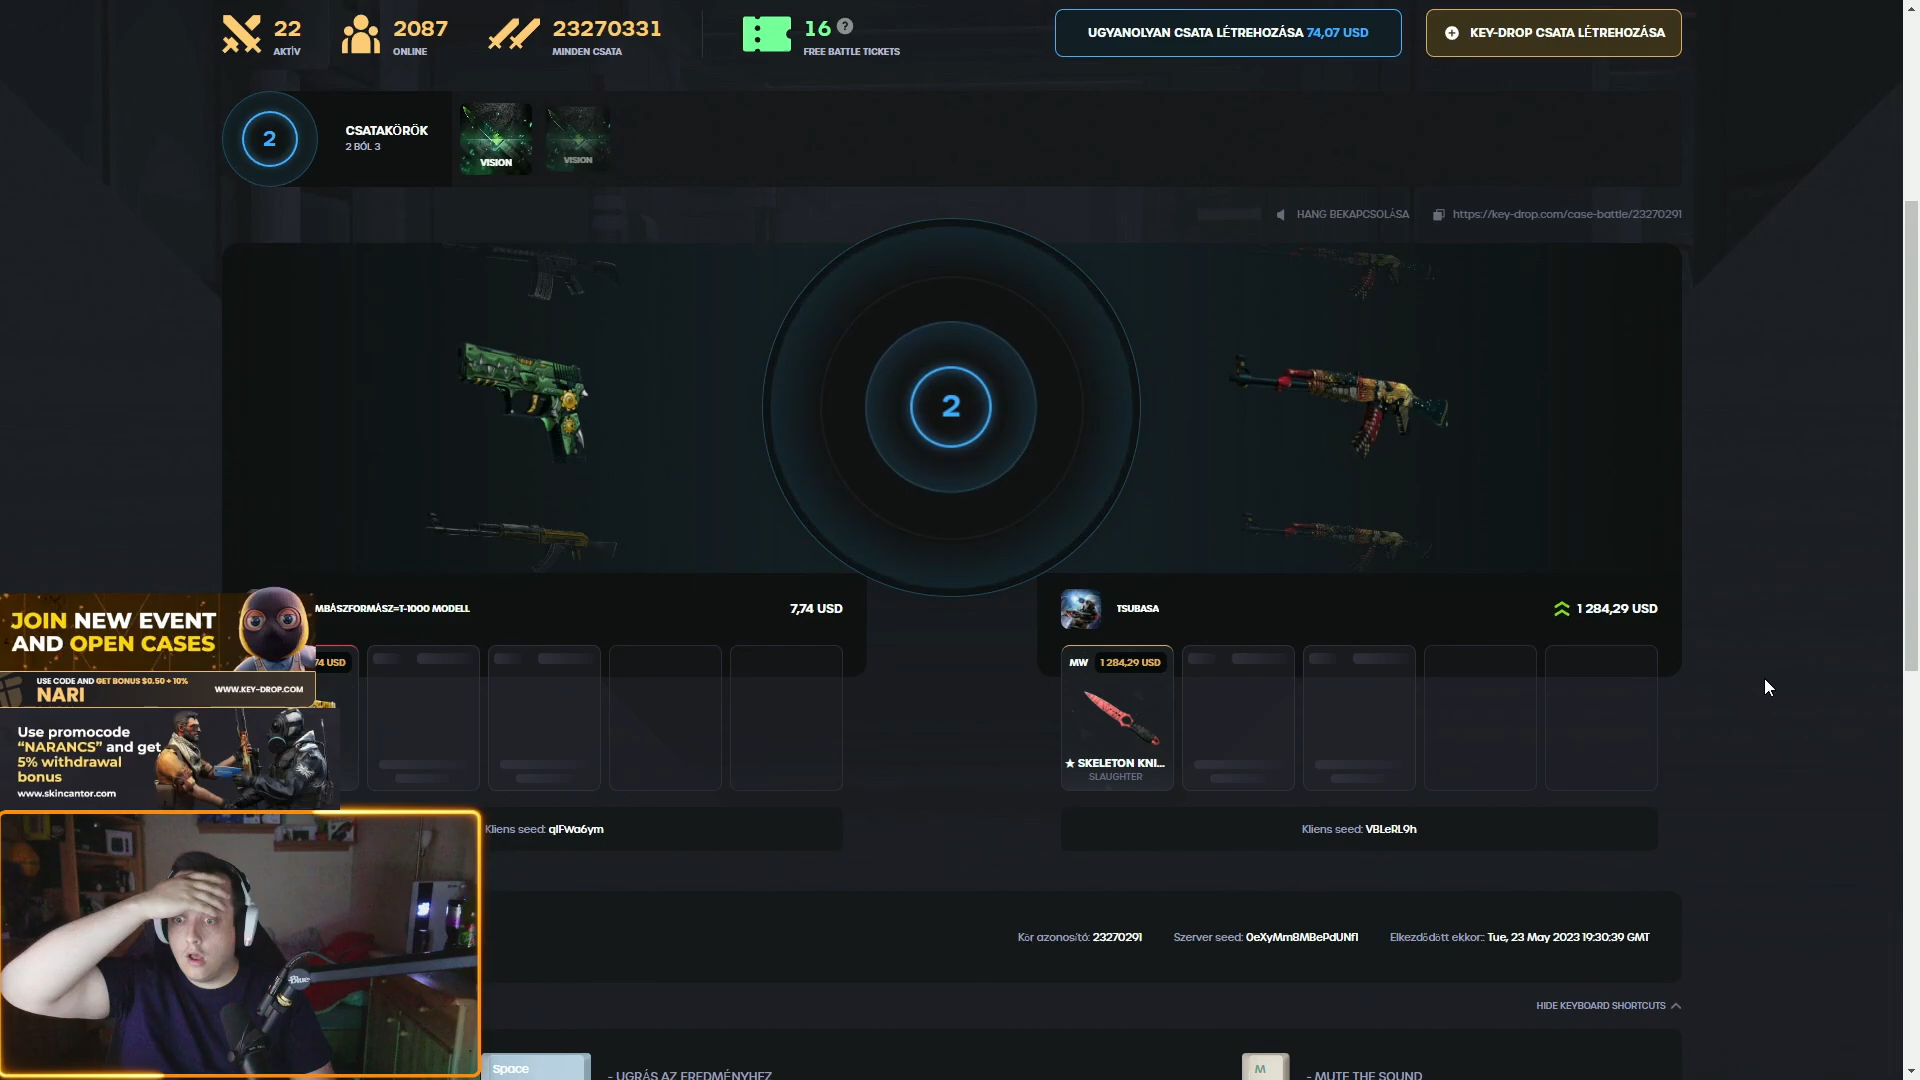 22
AKTÍV
2087
ONLINE
23270331
MINDEN CSATA
16
?
FREE BATTLE TICKETS
UGYANOLYAN CSATA LÉTREHOZÁSA 74,07 USD
KEY-DROP CSATA LÉTREHOZÁSA
2
CSATAKÖRÖK
2 BÓL 3
VISION
VISION
HANG BEKAPCSOLÁSA
https://key-drop.com/case-battle/23270291
2
MBÁSZFORMÁSZ=T-1000 MODELL
7,74 USD
TSUBASA
1 284,29 USD
74 USD
MW
1 284,29 USD
★ SKELETON KNI...
SLAUGHTER
JOIN NEW EVENT
AND OPEN CASES
USE CODE AND GET BONUS $0.50 + 10%
NARI
WWW.KEY-DROP.COM
Use promocode
“NARANCS” and get
5% withdrawal
bonus
www.skincantor.com
Kliens seed: qIFWa6ym
Kliens seed: VBLeRL9h
Kör azonosító: 23270291
Szerver seed: 0eXyMm8MBePdUNf1
Elkezdődött ekkor:: Tue, 23 May 2023 19:30:39 GMT
HIDE KEYBOARD SHORTCUTS
Blue
Space
- UGRÁS AZ EREDMÉNYHEZ
M
- MUTE THE SOUND